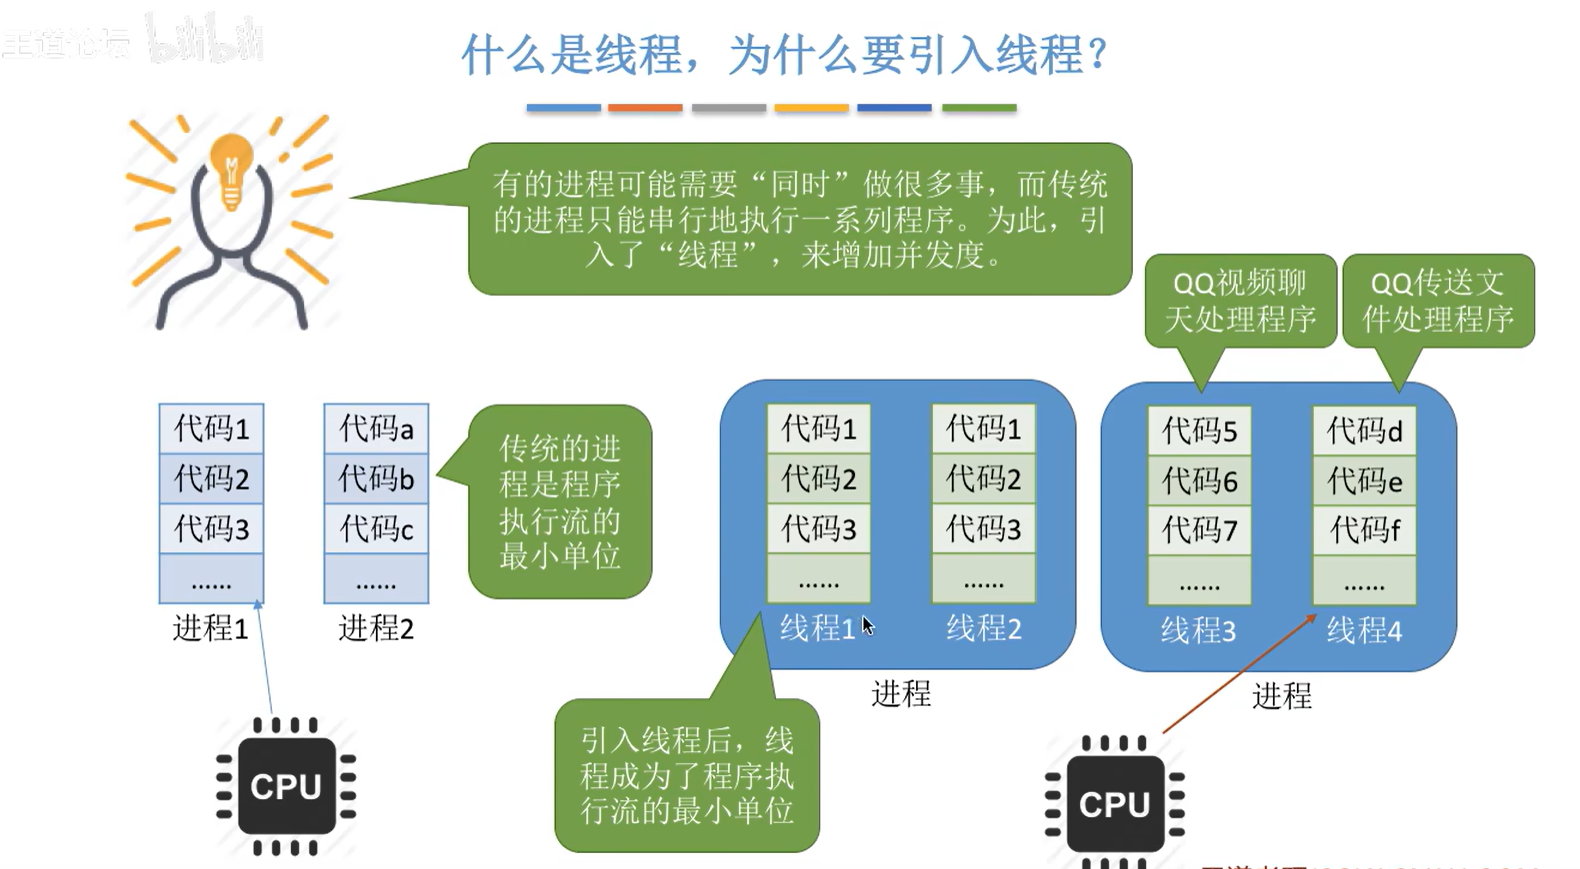 王道论坛 bilibili
什么是线程，为什么要引入线程？
有的进程可能需要“同时”做很多事，而传统
的进程只能串行地执行一系列程序。为此，引
入了“线程”，来增加并发度。
QQ视频聊
天处理程序
QQ传送文
件处理程序
代码1
代码2
代码3
……
进程1
代码a
代码b
代码c
……
进程2
传统的进
程是程序
执行流的
最小单位
代码1
代码2
代码3
……
线程1
代码1
代码2
代码3
……
线程2
进程
代码5
代码6
代码7
……
线程3
代码d
代码e
代码f
……
线程4
进程
引入线程后，线
程成为了程序执
行流的最小单位
CPU
CPU